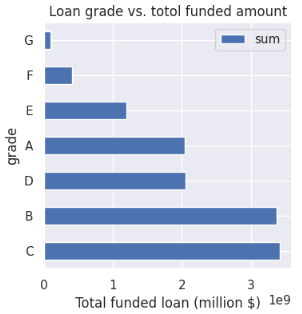 Loan grade vs. totol funded amount
sum
grade
G
F
E
A
D
B
C
0 1 2 3
1e9
Total funded loan (million $)